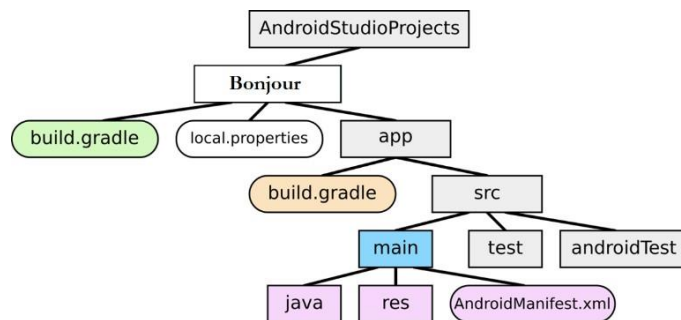 AndroidStudioProjects
Bonjour
build.gradle
local.properties
app
build.gradle
src
main
test
androidTest
java
res
AndroidManifest.xml